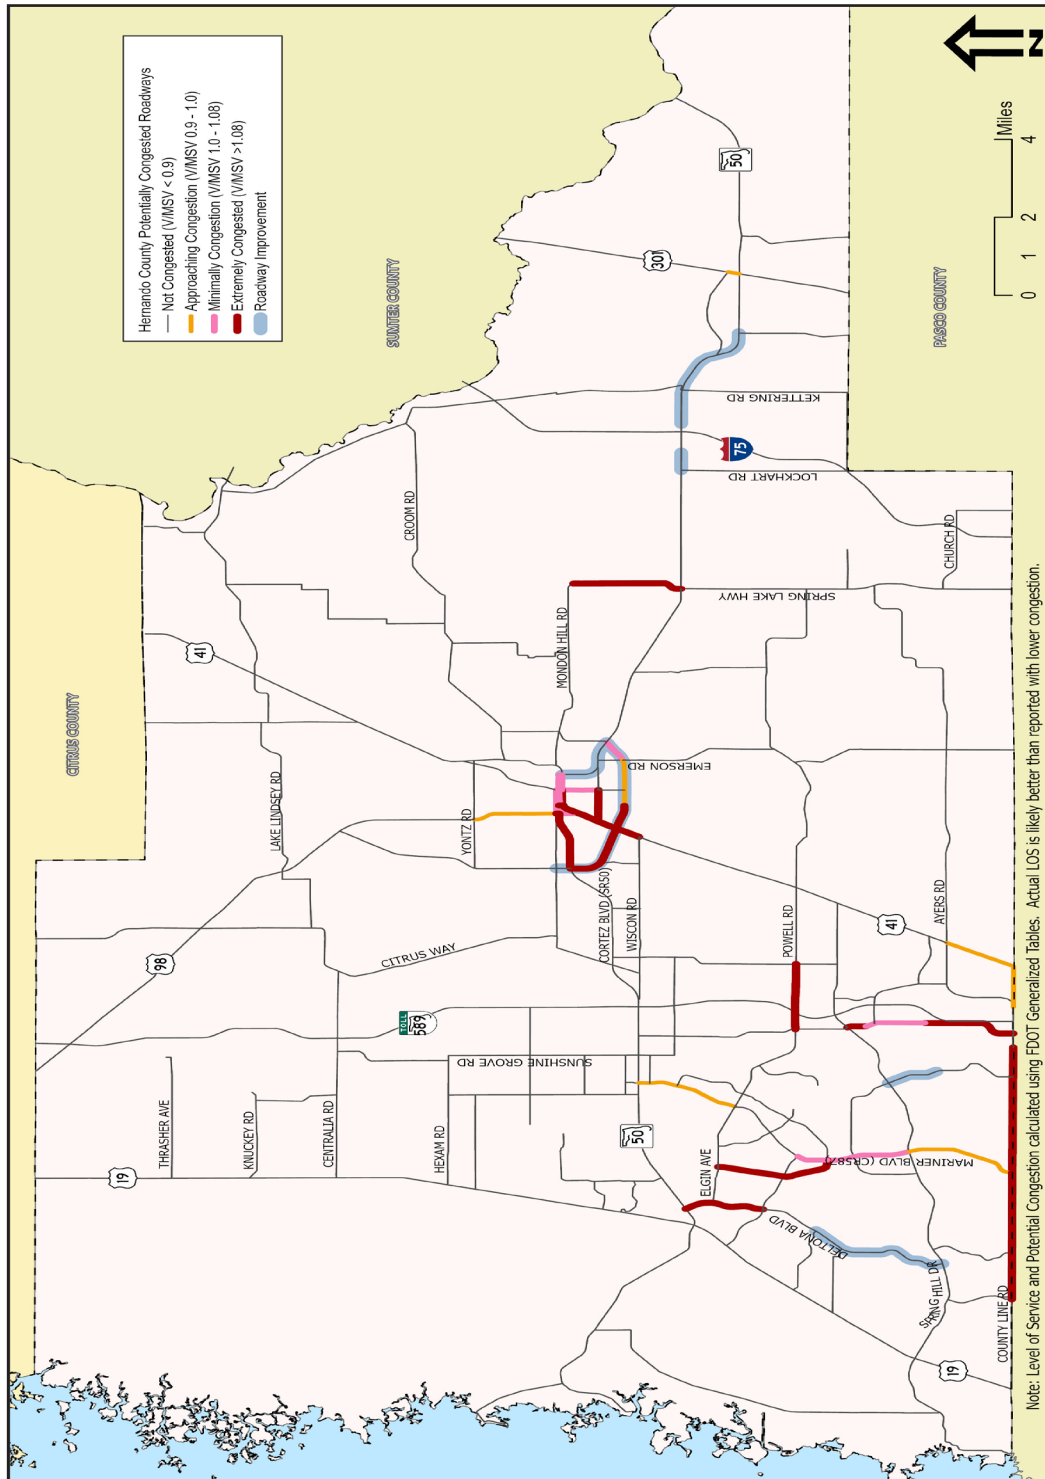 Hernando County Potentially Congested Roadways
Not Congested (V/MSV < 0.9)
Approaching Congestion (V/MSV 0.9 - 1.0)
Minimally Congestion (V/MSV 1.0 - 1.08)
Extremely Congested (V/MSV >1.08)
Roadway Improvement
N
0 1 2 4
Miles
CITRUS COUNTY
SUMTER COUNTY
PASCO COUNTY
THRASHER AVE
KNUCKEY RD
CENTRALIA RD
HEXAM RD
SUNSHINE GROVE RD
CITRUS WAY
LAKE LINDSEY RD
YONTZ RD
CROOM RD
MONDON HILL RD
EMERSON RD
CORTEZ BLVD (SR50)
WISCON RD
POWELL RD
AYERS RD
SPRING LAKE HWY
CHURCH RD
LOCKHART RD
KETTERING RD
ELGIN AVE
DELTONA BLVD
MARINER BLVD (CR587)
SPRING HILL DR
COUNTY LINE RD
19
98
TOLL
589
41
50
41
19
75
301
50
Note: Level of Service and Potential Congestion calculated using FDOT Generalized Tables. Actual LOS is likely better than reported with lower congestion.